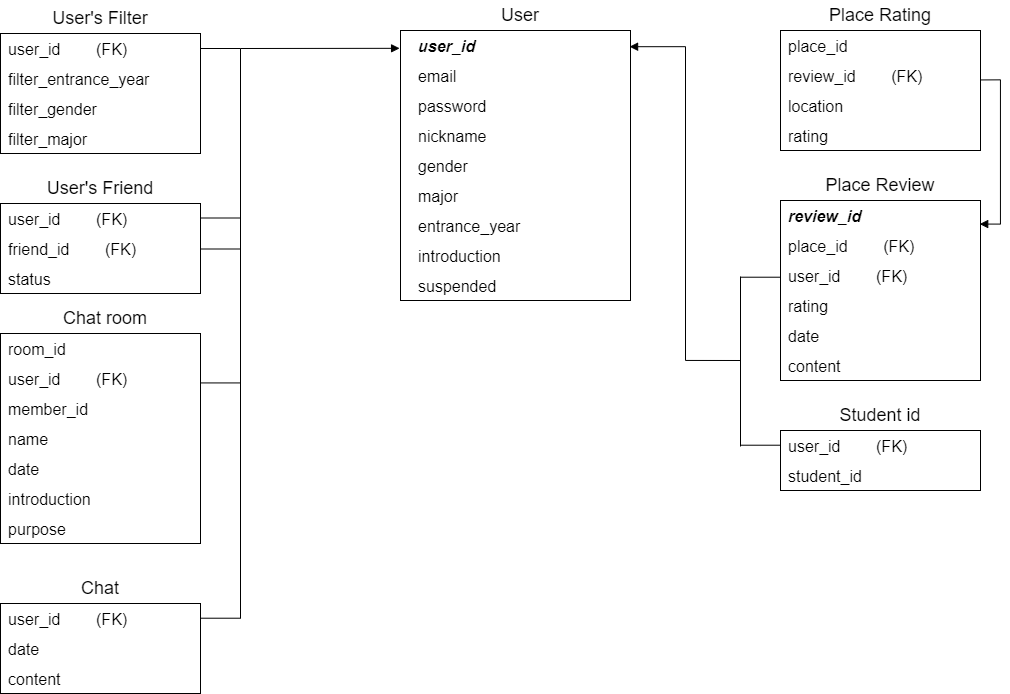 User's Filter
user_id (FK)
filter_entrance_year
filter_gender
filter_major
User's Friend
user_id (FK)
friend_id (FK)
status
Chat room
room_id
user_id (FK)
member_id
name
date
introduction
purpose
Chat
user_id (FK)
date
content
User
user_id
email
password
nickname
gender
major
entrance_year
introduction
suspended
Place Rating
place_id
review_id (FK)
location
rating
Place Review
review_id
place_id (FK)
user_id (FK)
rating
date
content
Student id
user_id (FK)
student_id